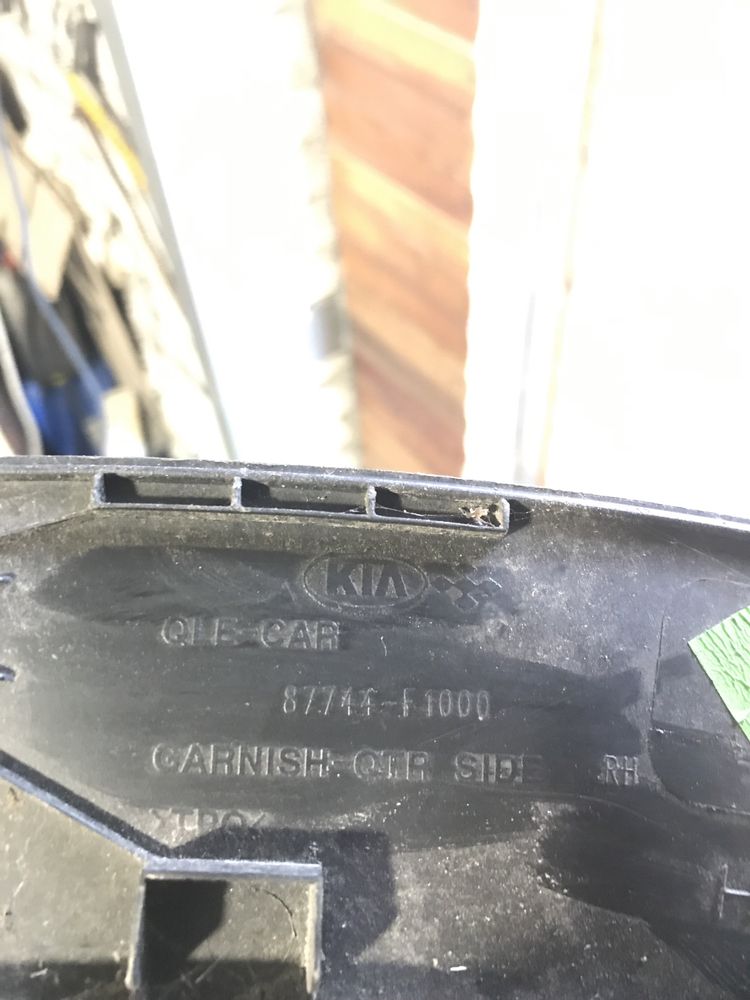 KIA
QLE-CAR
87744-F1000
GARNISH-QTR SIDE RH